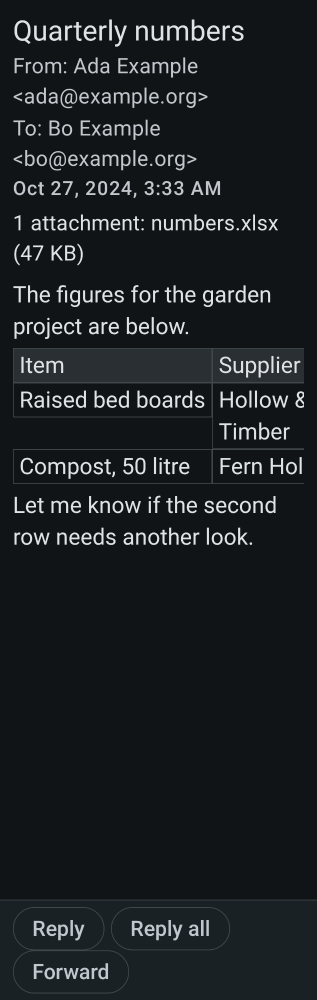 Quarterly numbers
From: Ada Example
<ada@example.org>
To: Bo Example
<bo@example.org>
Oct 27, 2024, 3:33 AM
1 attachment: numbers.xlsx
(47 KB)
The figures for the garden
project are below.
Item Supplier
Raised bed boards Hollow &
Timber
Compost, 50 litre Fern Hol
Let me know if the second
row needs another look.
Reply Reply all
Forward